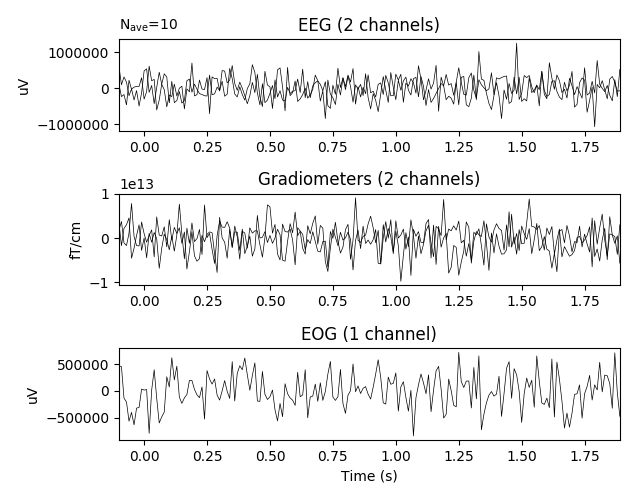 N_ave=10
EEG (2 channels)
uV
1000000
0
−1000000
0.00 0.25 0.50 0.75 1.00 1.25 1.50 1.75
1e13
Gradiometers (2 channels)
fT/cm
1
0
−1
0.00 0.25 0.50 0.75 1.00 1.25 1.50 1.75
EOG (1 channel)
uV
500000
0
−500000
0.00 0.25 0.50 0.75 1.00 1.25 1.50 1.75
Time (s)